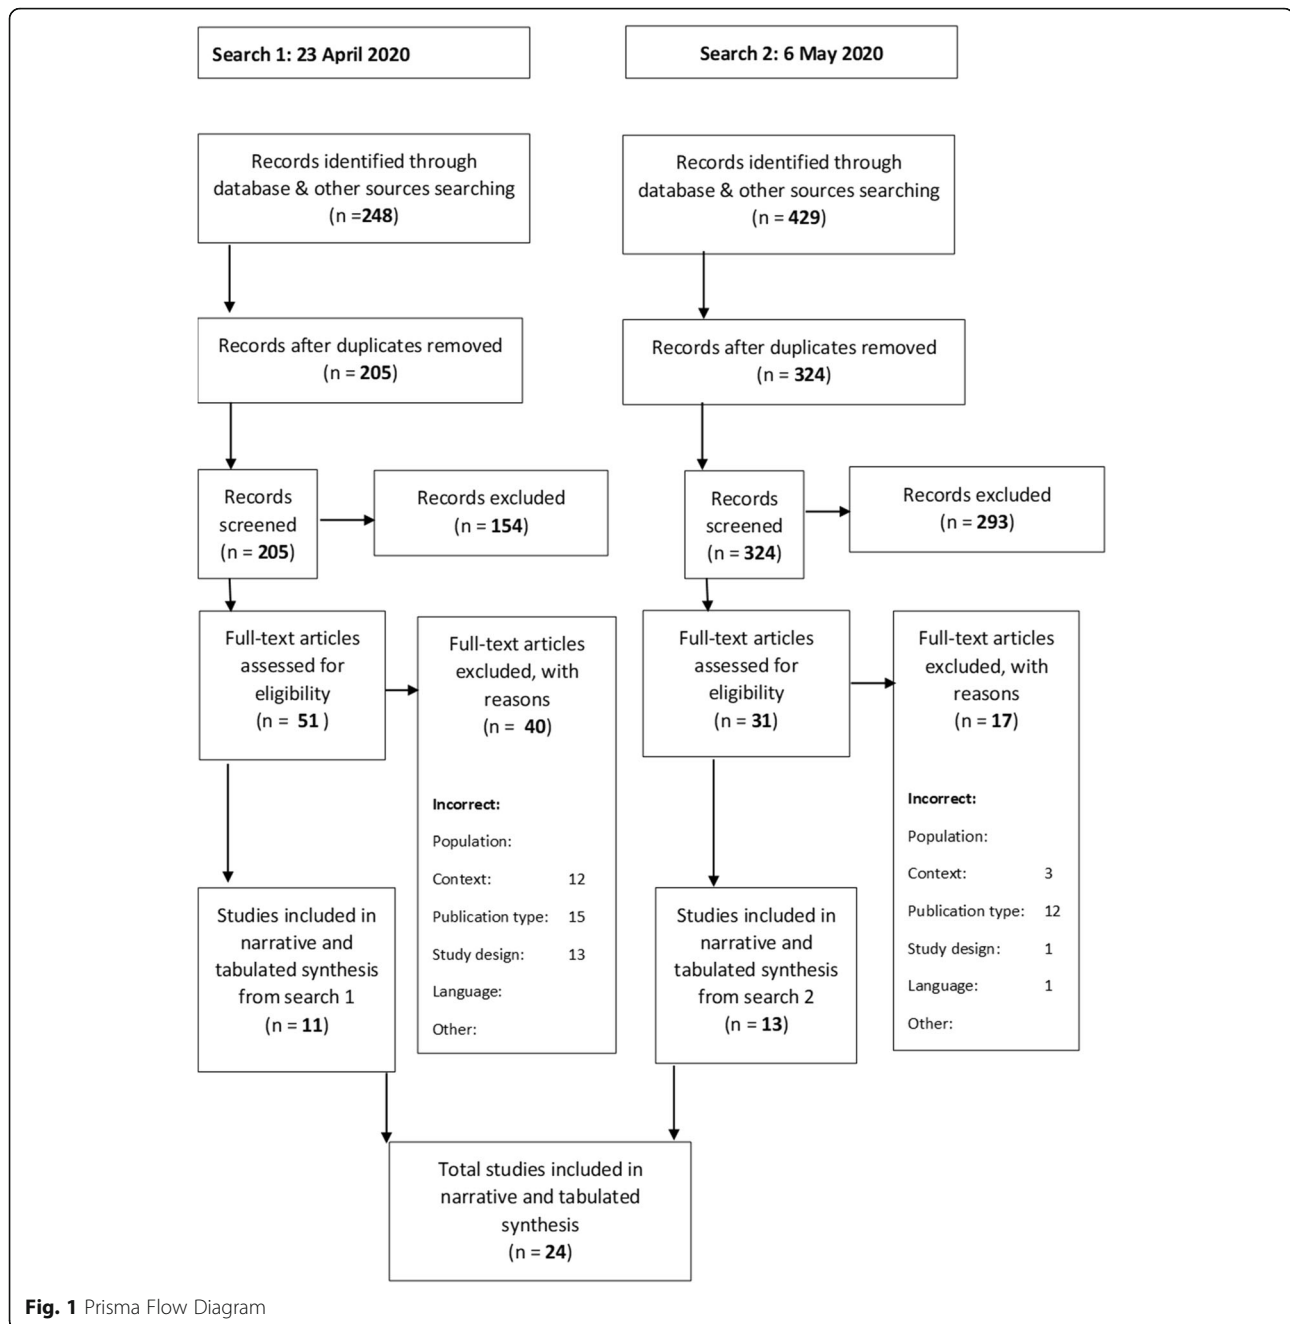 Search 1: 23 April 2020
Search 2: 6 May 2020
Records identified through
database & other sources searching
(n =248)
Records identified through
database & other sources searching
(n = 429)
Records after duplicates removed
(n = 205)
Records after duplicates removed
(n = 324)
Records
screened
(n = 205)
Records excluded
(n = 154)
Records
screened
(n = 324)
Records excluded
(n = 293)
Full-text articles
assessed for
eligibility
(n = 51 )
Full-text articles
excluded, with
reasons
(n = 40)
Incorrect:
Population:
Context: 12
Publication type: 15
Study design: 13
Language:
Other:
Full-text articles
assessed for
eligibility
(n = 31)
Full-text articles
excluded, with
reasons
(n = 17)
Incorrect:
Population:
Context: 3
Publication type: 12
Study design: 1
Language: 1
Other:
Studies included in
narrative and
tabulated synthesis
from search 1
(n = 11)
Studies included in
narrative and
tabulated synthesis
from search 2
(n = 13)
Total studies included in
narrative and tabulated
synthesis
(n = 24)
Fig. 1 Prisma Flow Diagram